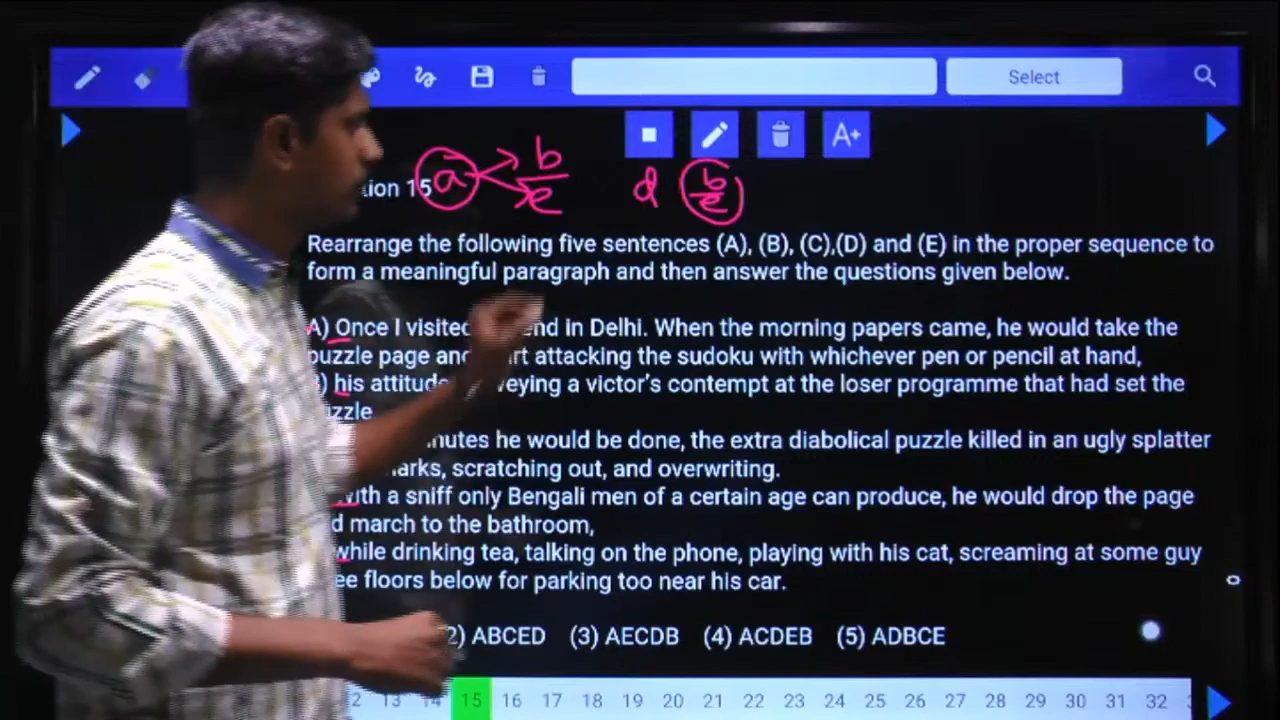 Select
A+
a b
e
d b
e
tion 15
Rearrange the following five sentences (A), (B), (C),(D) and (E) in the proper sequence to
form a meaningful paragraph and then answer the questions given below.
A) Once I visited end in Delhi. When the morning papers came, he would take the
puzzle page and attacking the sudoku with whichever pen or pencil at hand,
) his attitude veying a victor's contempt at the loser programme that had set the
zzle.
nutes he would be done, the extra diabolical puzzle killed in an ugly splatter
arks, scratching out, and overwriting.
with a sniff only Bengali men of a certain age can produce, he would drop the page
d march to the bathroom,
while drinking tea, talking on the phone, playing with his cat, screaming at some guy
ee floors below for parking too near his car.
2) ABCED (3) AECDB (4) ACDEB (5) ADBCE
2 13 14 15 16 17 18 19 20 21 22 23 24 25 26 27 28 29 30 31 32